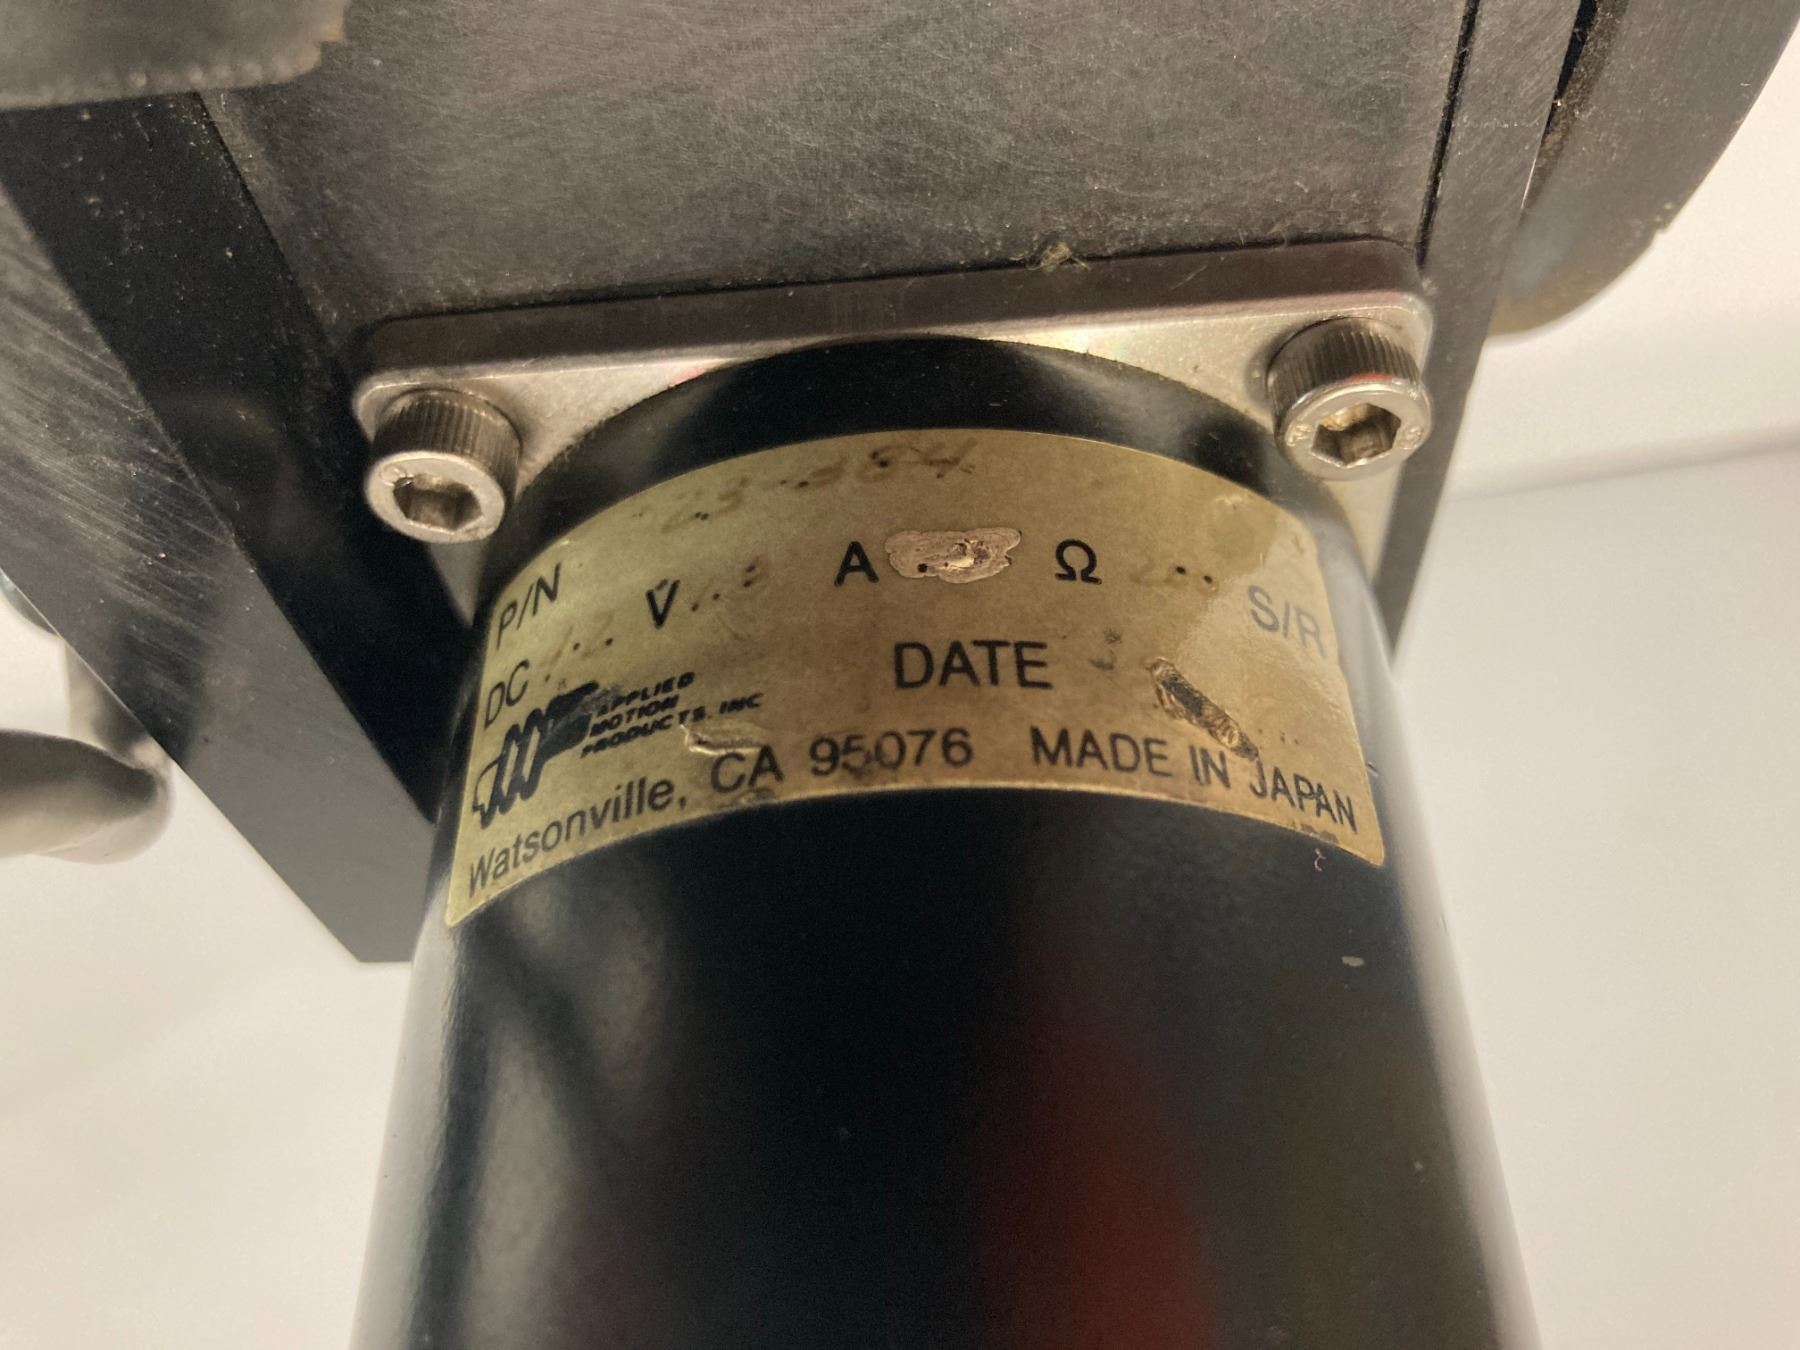 P/N
DC V A Ω S/R
APPLIED
MOTION
PRODUCTS, INC
DATE
Watsonville, CA 95076 MADE IN JAPAN